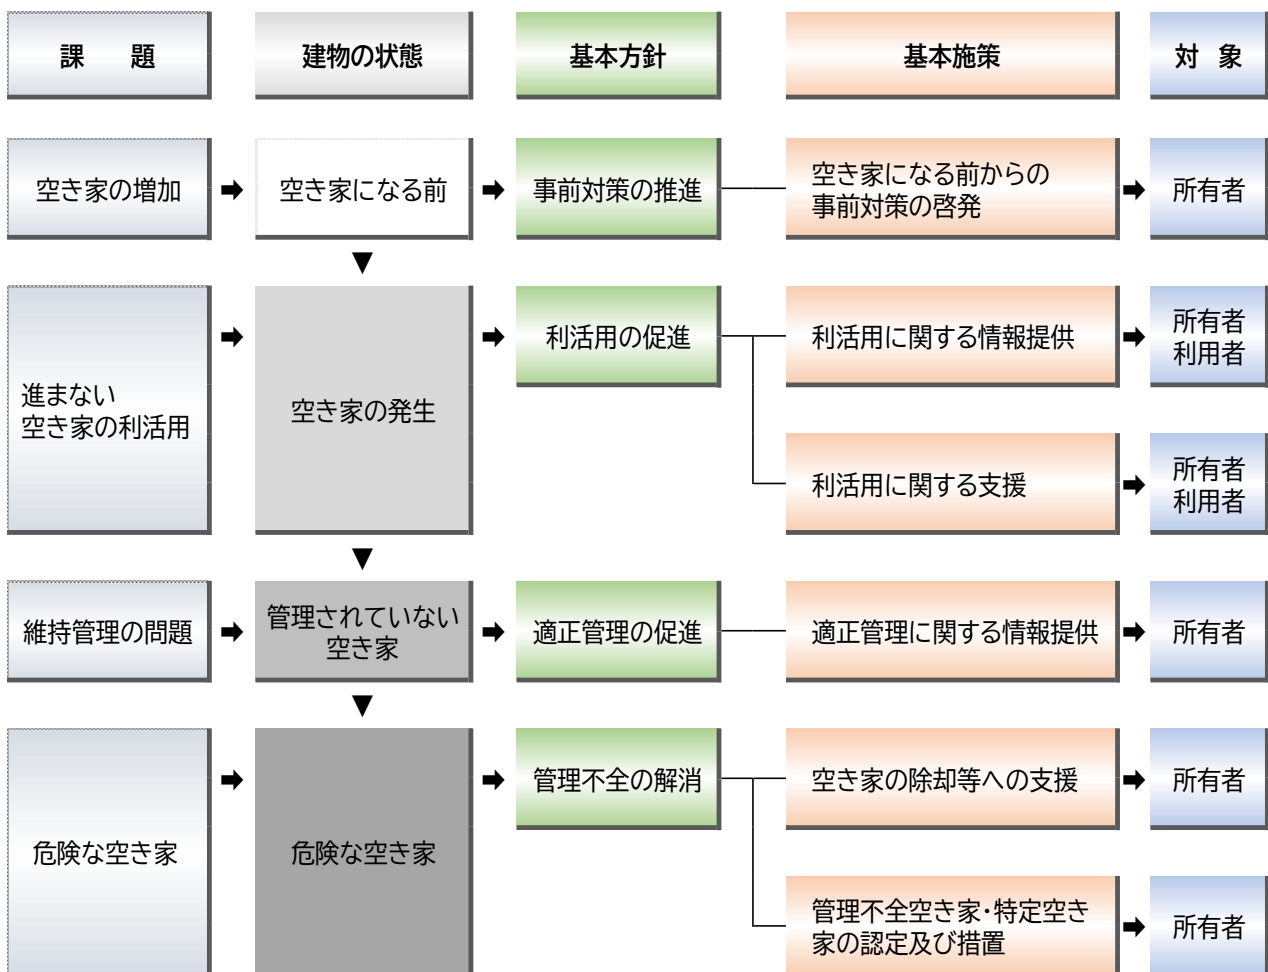 課 題
建物の状態
基本方針
基本施策
対 象
空き家の増加
空き家になる前
事前対策の推進
空き家になる前からの
事前対策の啓発
所有者
進まない
空き家の利活用
空き家の発生
利活用の促進
利活用に関する情報提供
所有者
利用者
利活用に関する支援
所有者
利用者
維持管理の問題
管理されていない
空き家
適正管理の促進
適正管理に関する情報提供
所有者
危険な空き家
危険な空き家
管理不全の解消
空き家の除却等への支援
所有者
管理不全空き家・特定空き
家の認定及び措置
所有者